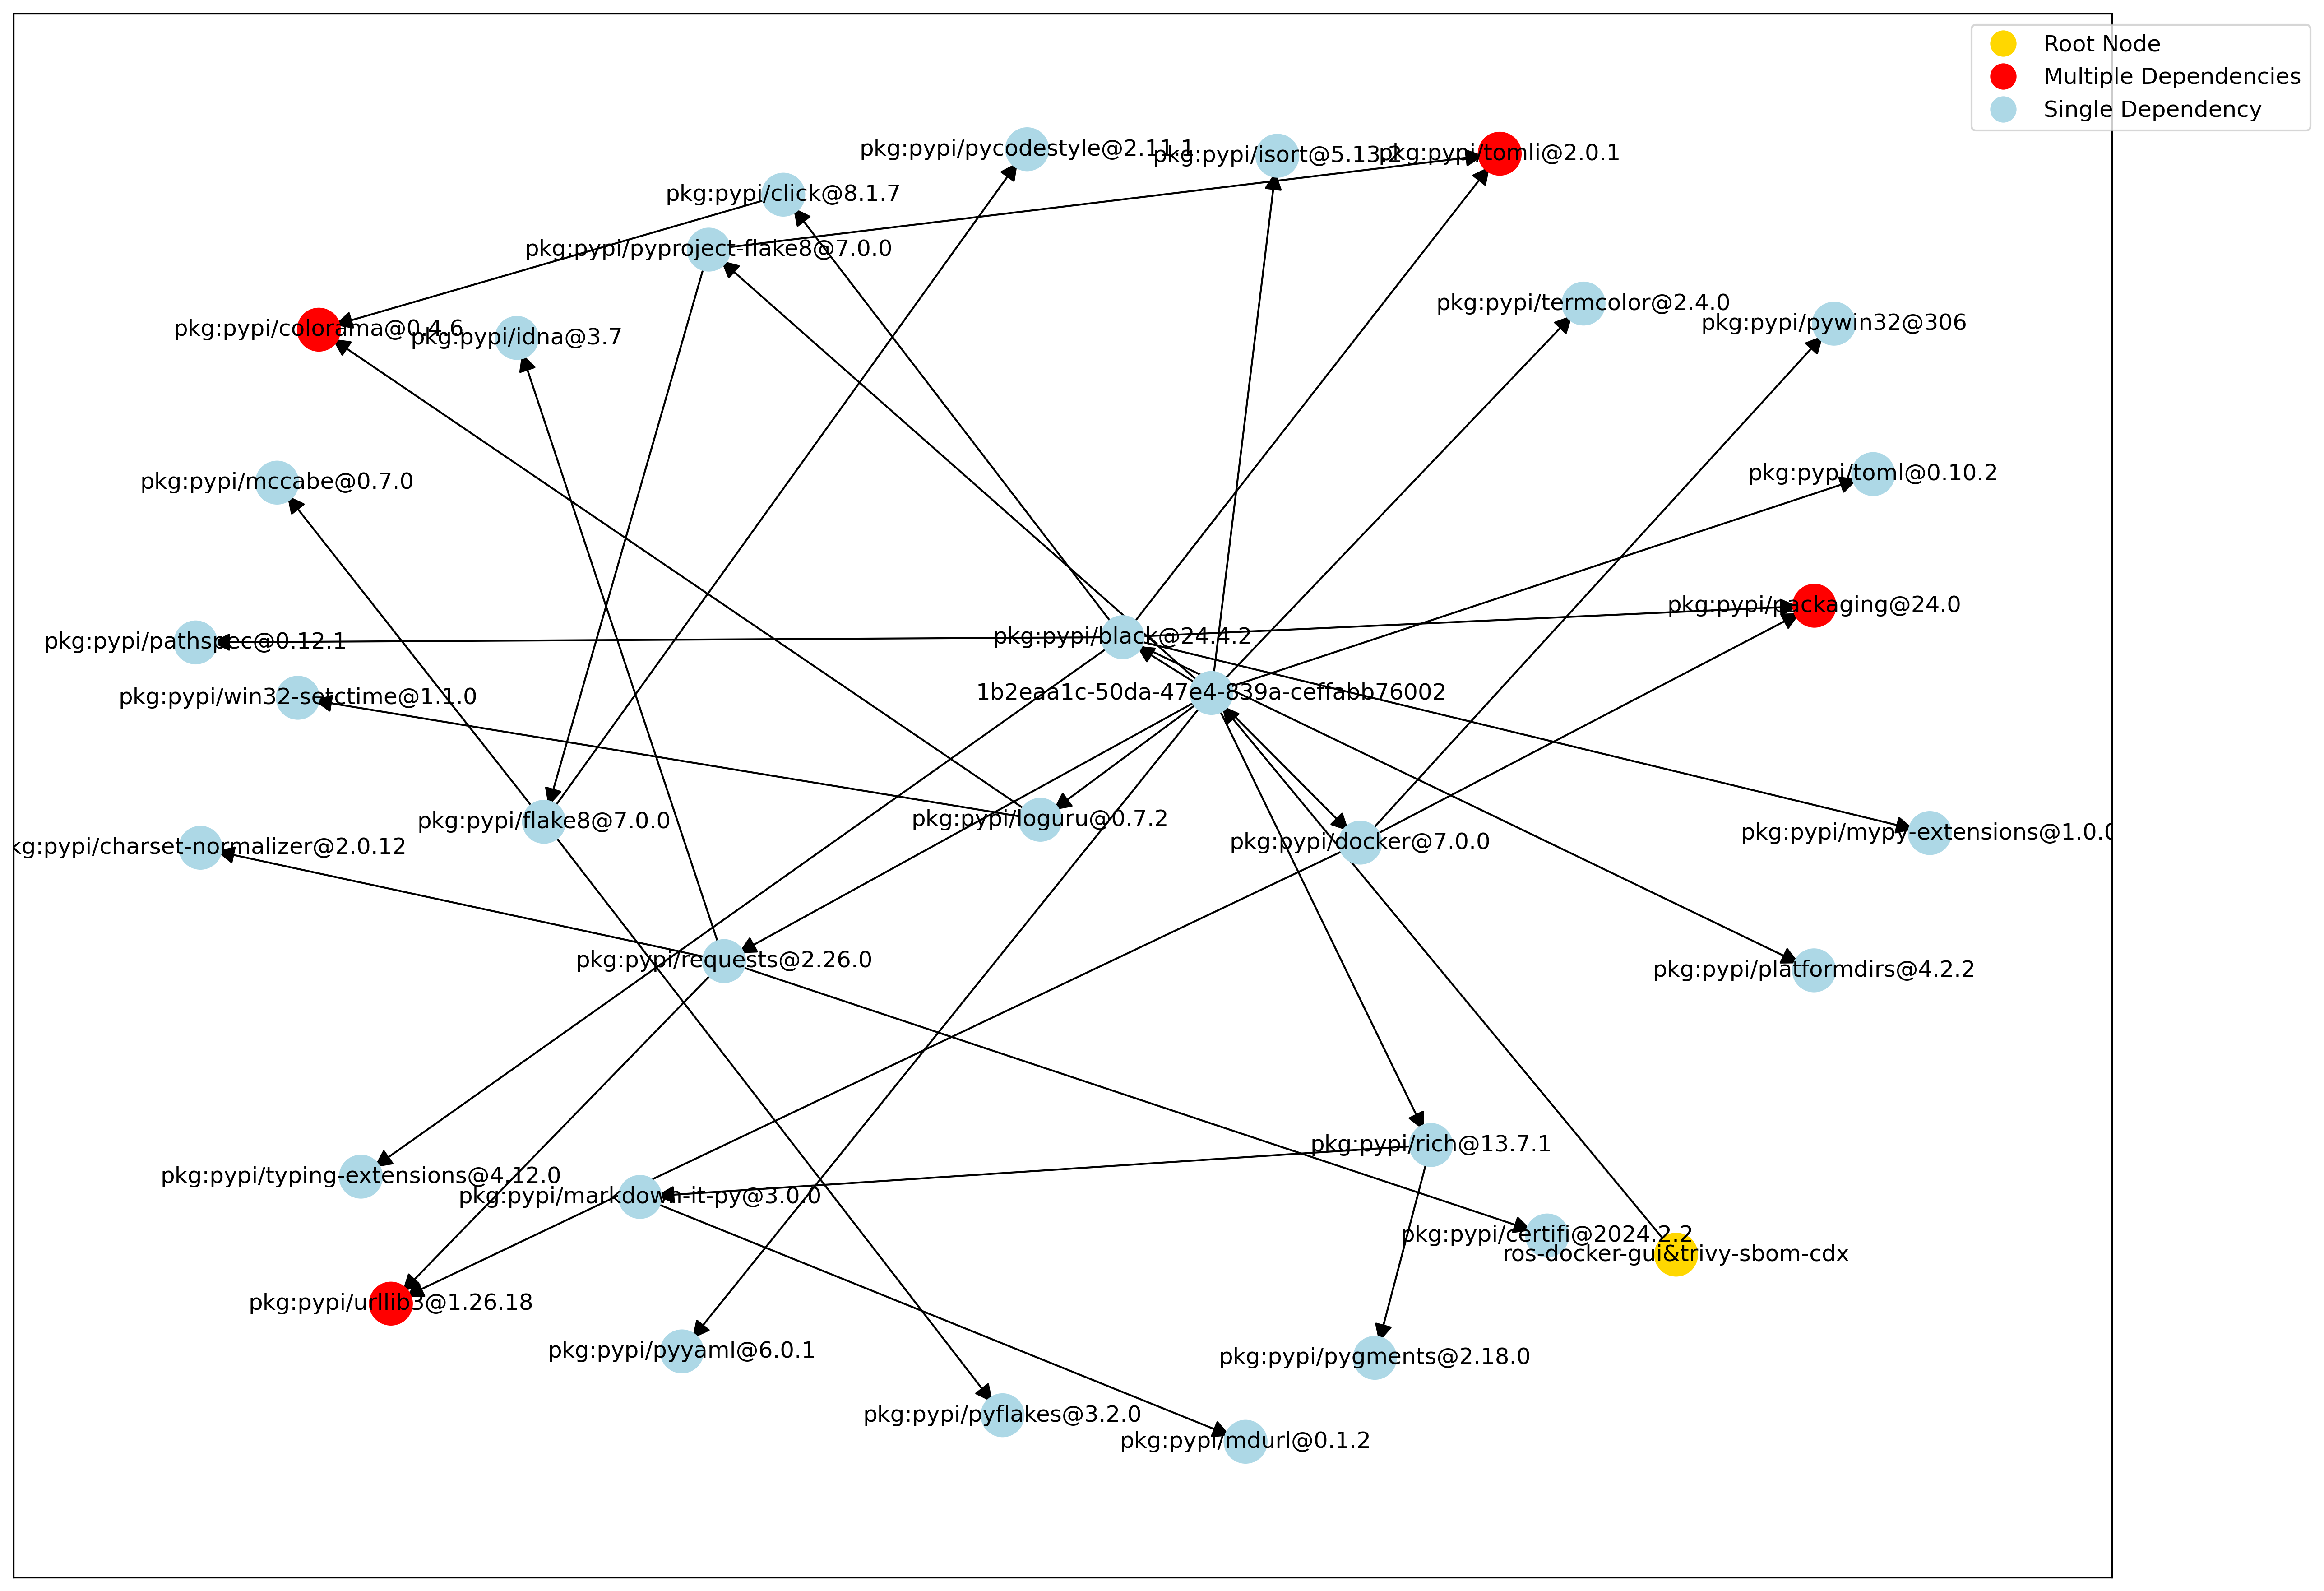 Root Node
Multiple Dependencies
Single Dependency
pkg:pypi/pycodestyle@2.11.1
pkg:pypi/isort@5.13.2
pkg:pypi/tomli@2.0.1
pkg:pypi/click@8.1.7
pkg:pypi/pyproject-flake8@7.0.0
pkg:pypi/termcolor@2.4.0
pkg:pypi/pywin32@306
pkg:pypi/colorama@0.4.6
pkg:pypi/idna@3.7
pkg:pypi/mccabe@0.7.0
pkg:pypi/toml@0.10.2
pkg:pypi/packaging@24.0
pkg:pypi/black@24.4.2
pkg:pypi/pathspec@0.12.1
1b2eaa1c-50da-47e4-839a-ceffabb76002
pkg:pypi/win32-setctime@1.1.0
pkg:pypi/flake8@7.0.0
pkg:pypi/loguru@0.7.2
pkg:pypi/mypy-extensions@1.0.0
pkg:pypi/docker@7.0.0
kg:pypi/charset-normalizer@2.0.12
pkg:pypi/requests@2.26.0
pkg:pypi/platformdirs@4.2.2
pkg:pypi/rich@13.7.1
pkg:pypi/typing-extensions@4.12.0
pkg:pypi/markdown-it-py@3.0.0
pkg:pypi/certifi@2024.2.2
ros-docker-gui&trivy-sbom-cdx
pkg:pypi/urllib3@1.26.18
pkg:pypi/pyyaml@6.0.1
pkg:pypi/pygments@2.18.0
pkg:pypi/pyflakes@3.2.0
pkg:pypi/mdurl@0.1.2